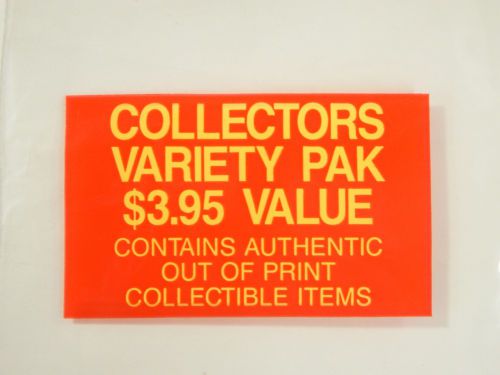 COLLECTORS
VARIETY PAK
$3.95 VALUE
CONTAINS AUTHENTIC
OUT OF PRINT
COLLECTIBLE ITEMS